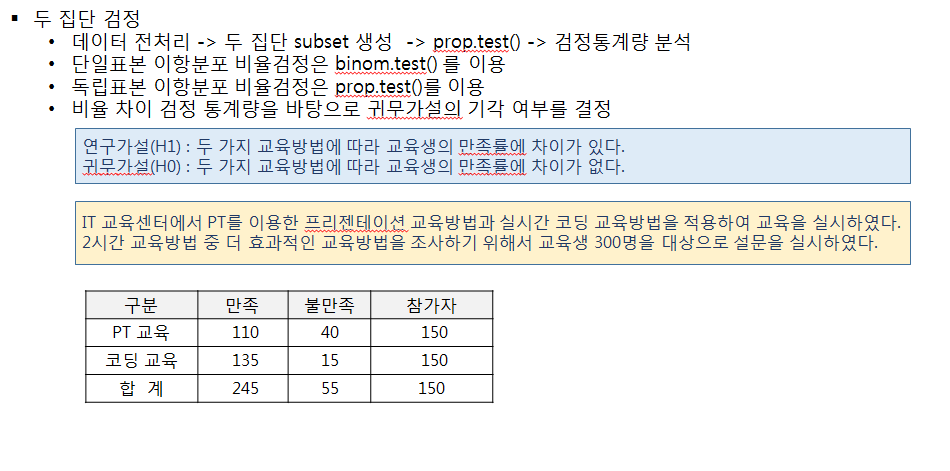 ▪ 두 집단 검정
• 데이터 전처리 -> 두 집단 subset 생성 -> prop.test() -> 검정통계량 분석
• 단일표본 이항분포 비율검정은 binom.test() 를 이용
• 독립표본 이항분포 비율검정은 prop.test()를 이용
• 비율 차이 검정 통계량을 바탕으로 귀무가설의 기각 여부를 결정
연구가설(H1) : 두 가지 교육방법에 따라 교육생의 만족률에 차이가 있다.
귀무가설(H0) : 두 가지 교육방법에 따라 교육생의 만족률에 차이가 없다.
IT 교육센터에서 PT를 이용한 프리젠테이션 교육방법과 실시간 코딩 교육방법을 적용하여 교육을 실시하였다.
2시간 교육방법 중 더 효과적인 교육방법을 조사하기 위해서 교육생 300명을 대상으로 설문을 실시하였다.
구분 만족 불만족 참가자
PT 교육 110 40 150
코딩 교육 135 15 150
합 계 245 55 150